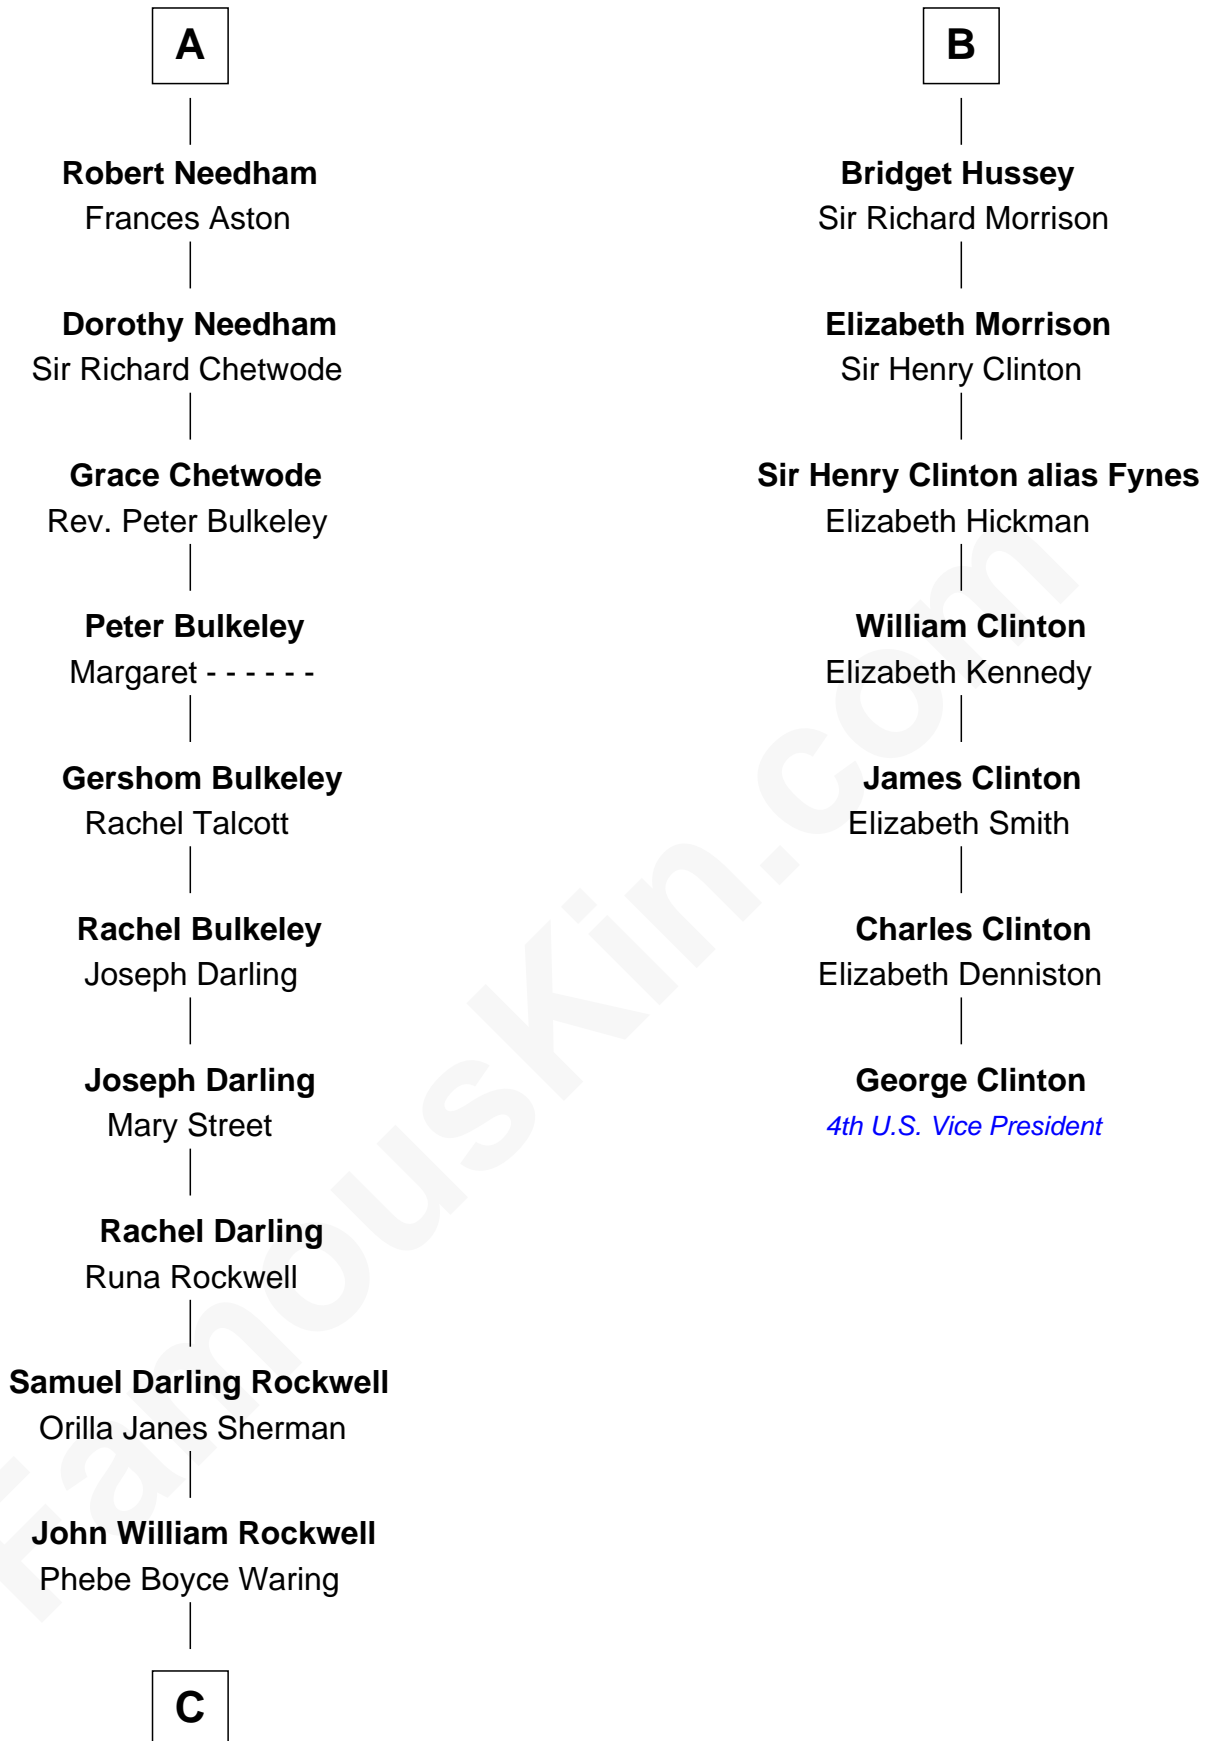 A
Robert Needham
Frances Aston
Dorothy Needham
Sir Richard Chetwode
Grace Chetwode
Rev. Peter Bulkeley
Peter Bulkeley
Margaret - - - - - -
Gershom Bulkeley
Rachel Talcott
Rachel Bulkeley
Joseph Darling
Joseph Darling
Mary Street
Rachel Darling
Runa Rockwell
Samuel Darling Rockwell
Orilla Janes Sherman
John William Rockwell
Phebe Boyce Waring
C
B
Bridget Hussey
Sir Richard Morrison
Elizabeth Morrison
Sir Henry Clinton
Sir Henry Clinton alias Fynes
Elizabeth Hickman
William Clinton
Elizabeth Kennedy
James Clinton
Elizabeth Smith
Charles Clinton
Elizabeth Denniston
George Clinton
4th U.S. Vice President
FamousKin.com